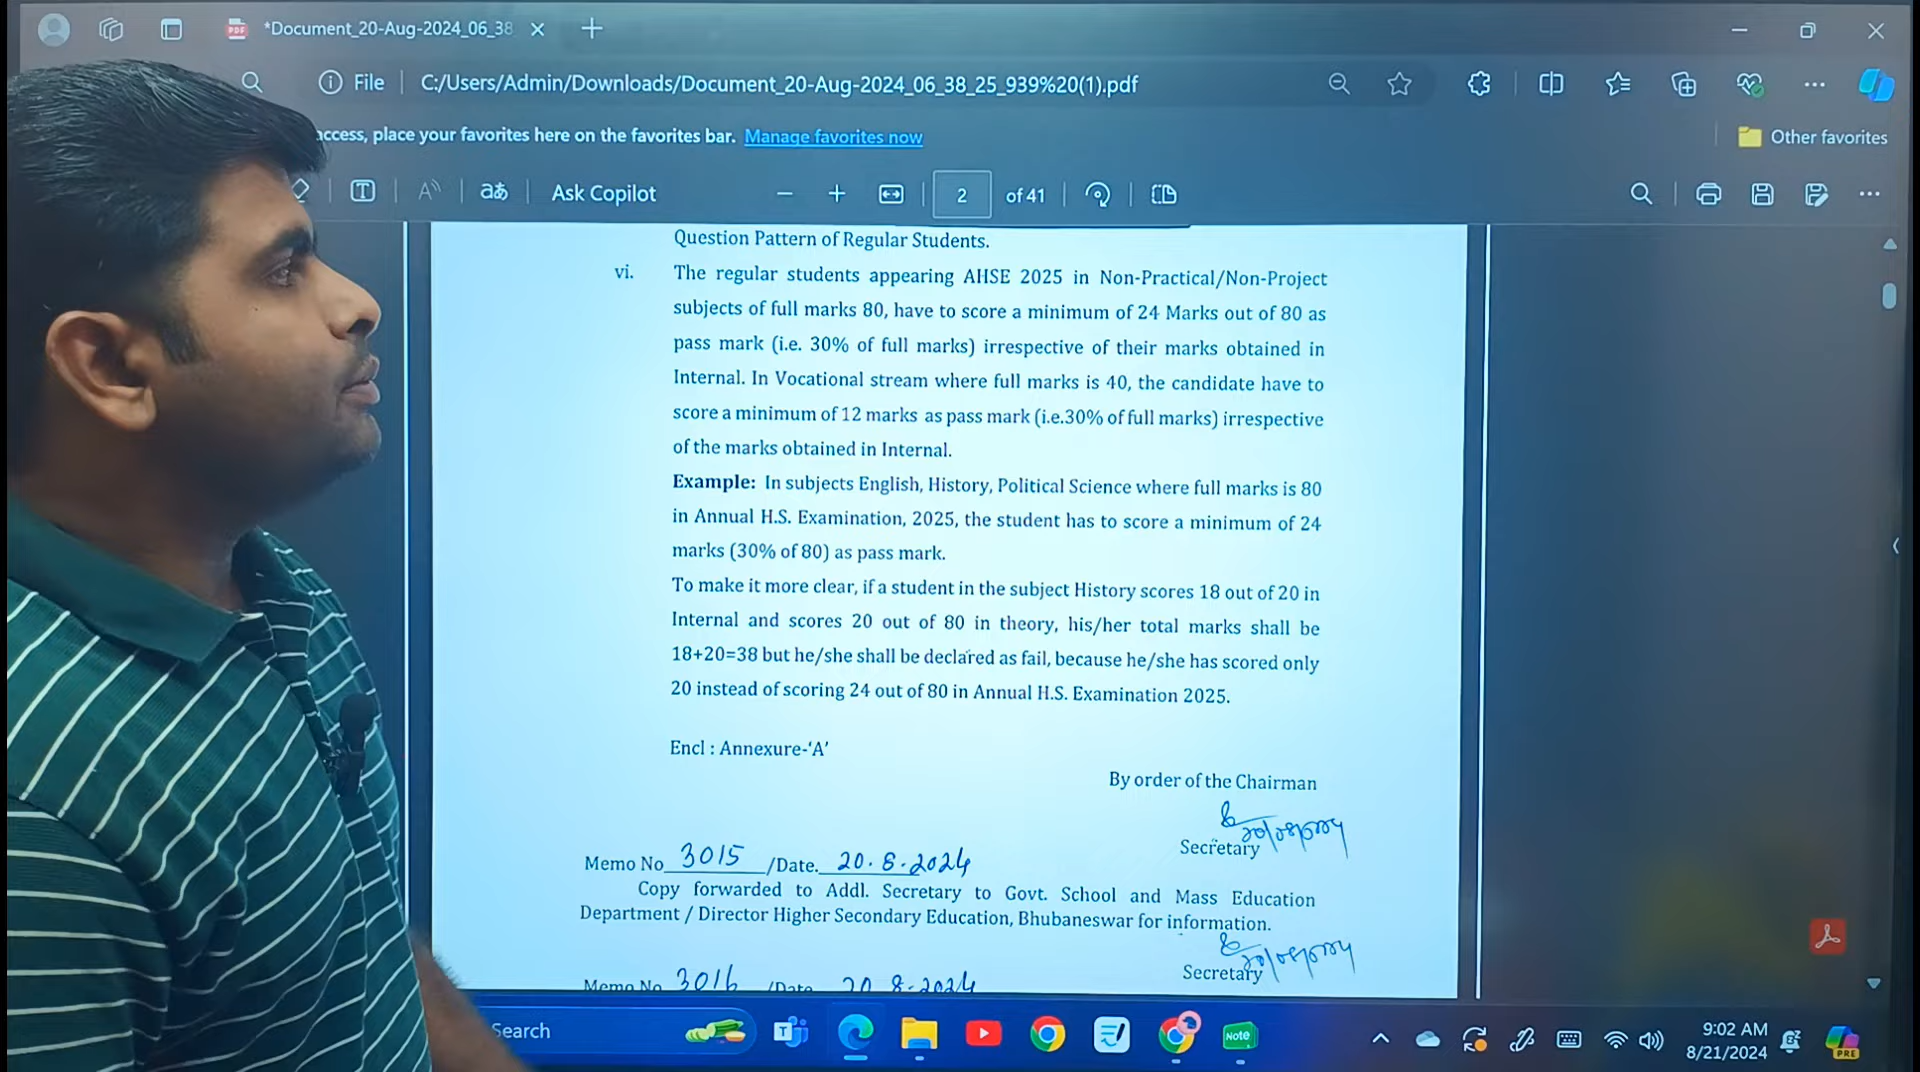 *Document_20-Aug-2024_06_38
File
C:/Users/Admin/Downloads/Document_20-Aug-2024_06_38_25_939%20(1).pdf
access, place your favorites here on the favorites bar. Manage favorites now
Other favorites
Ask Copilot
2 of 41
Question Pattern of Regular Students.
vi. The regular students appearing AHSE 2025 in Non-Practical/Non-Project
subjects of full marks 80, have to score a minimum of 24 Marks out of 80 as
pass mark (i.e. 30% of full marks) irrespective of their marks obtained in
Internal. In Vocational stream where full marks is 40, the candidate have to
score a minimum of 12 marks as pass mark (i.e.30% of full marks) irrespective
of the marks obtained in Internal.
Example: In subjects English, History, Political Science where full marks is 80
in Annual H.S. Examination, 2025, the student has to score a minimum of 24
marks (30% of 80) as pass mark.
To make it more clear, if a student in the subject History scores 18 out of 20 in
Internal and scores 20 out of 80 in theory, his/her total marks shall be
18+20=38 but he/she shall be declared as fail, because he/she has scored only
20 instead of scoring 24 out of 80 in Annual H.S. Examination 2025.
Encl : Annexure-'A'
By order of the Chairman
Secretary
Memo No 3015 /Date. 20.8.2024
Copy forwarded to Addl. Secretary to Govt. School and Mass Education
Department / Director Higher Secondary Education, Bhubaneswar for information.
Secretary
Memo No 3016 /Date 20 8.2024
Search
Note
9:02 AM
8/21/2024
PRE